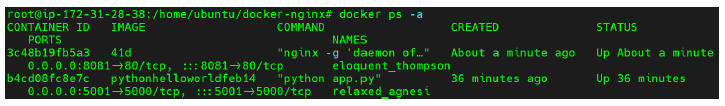 root@ip-172-31-28-38:/home/ubuntu/docker-nginx# docker ps -a
CONTAINER ID   IMAGE                   COMMAND                  CREATED              STATUS
   PORTS                                       NAMES
3c48b19fb5a3   41d                     "nginx -g 'daemon of…"   About a minute ago   Up About a minute
   0.0.0.0:8081->80/tcp, :::8081->80/tcp       eloquent_thompson
b4cd08fc8e7c   pythonhelloworldfeb14   "python app.py"          36 minutes ago       Up 36 minutes
   0.0.0.0:5001->5000/tcp, :::5001->5000/tcp   relaxed_agnesi